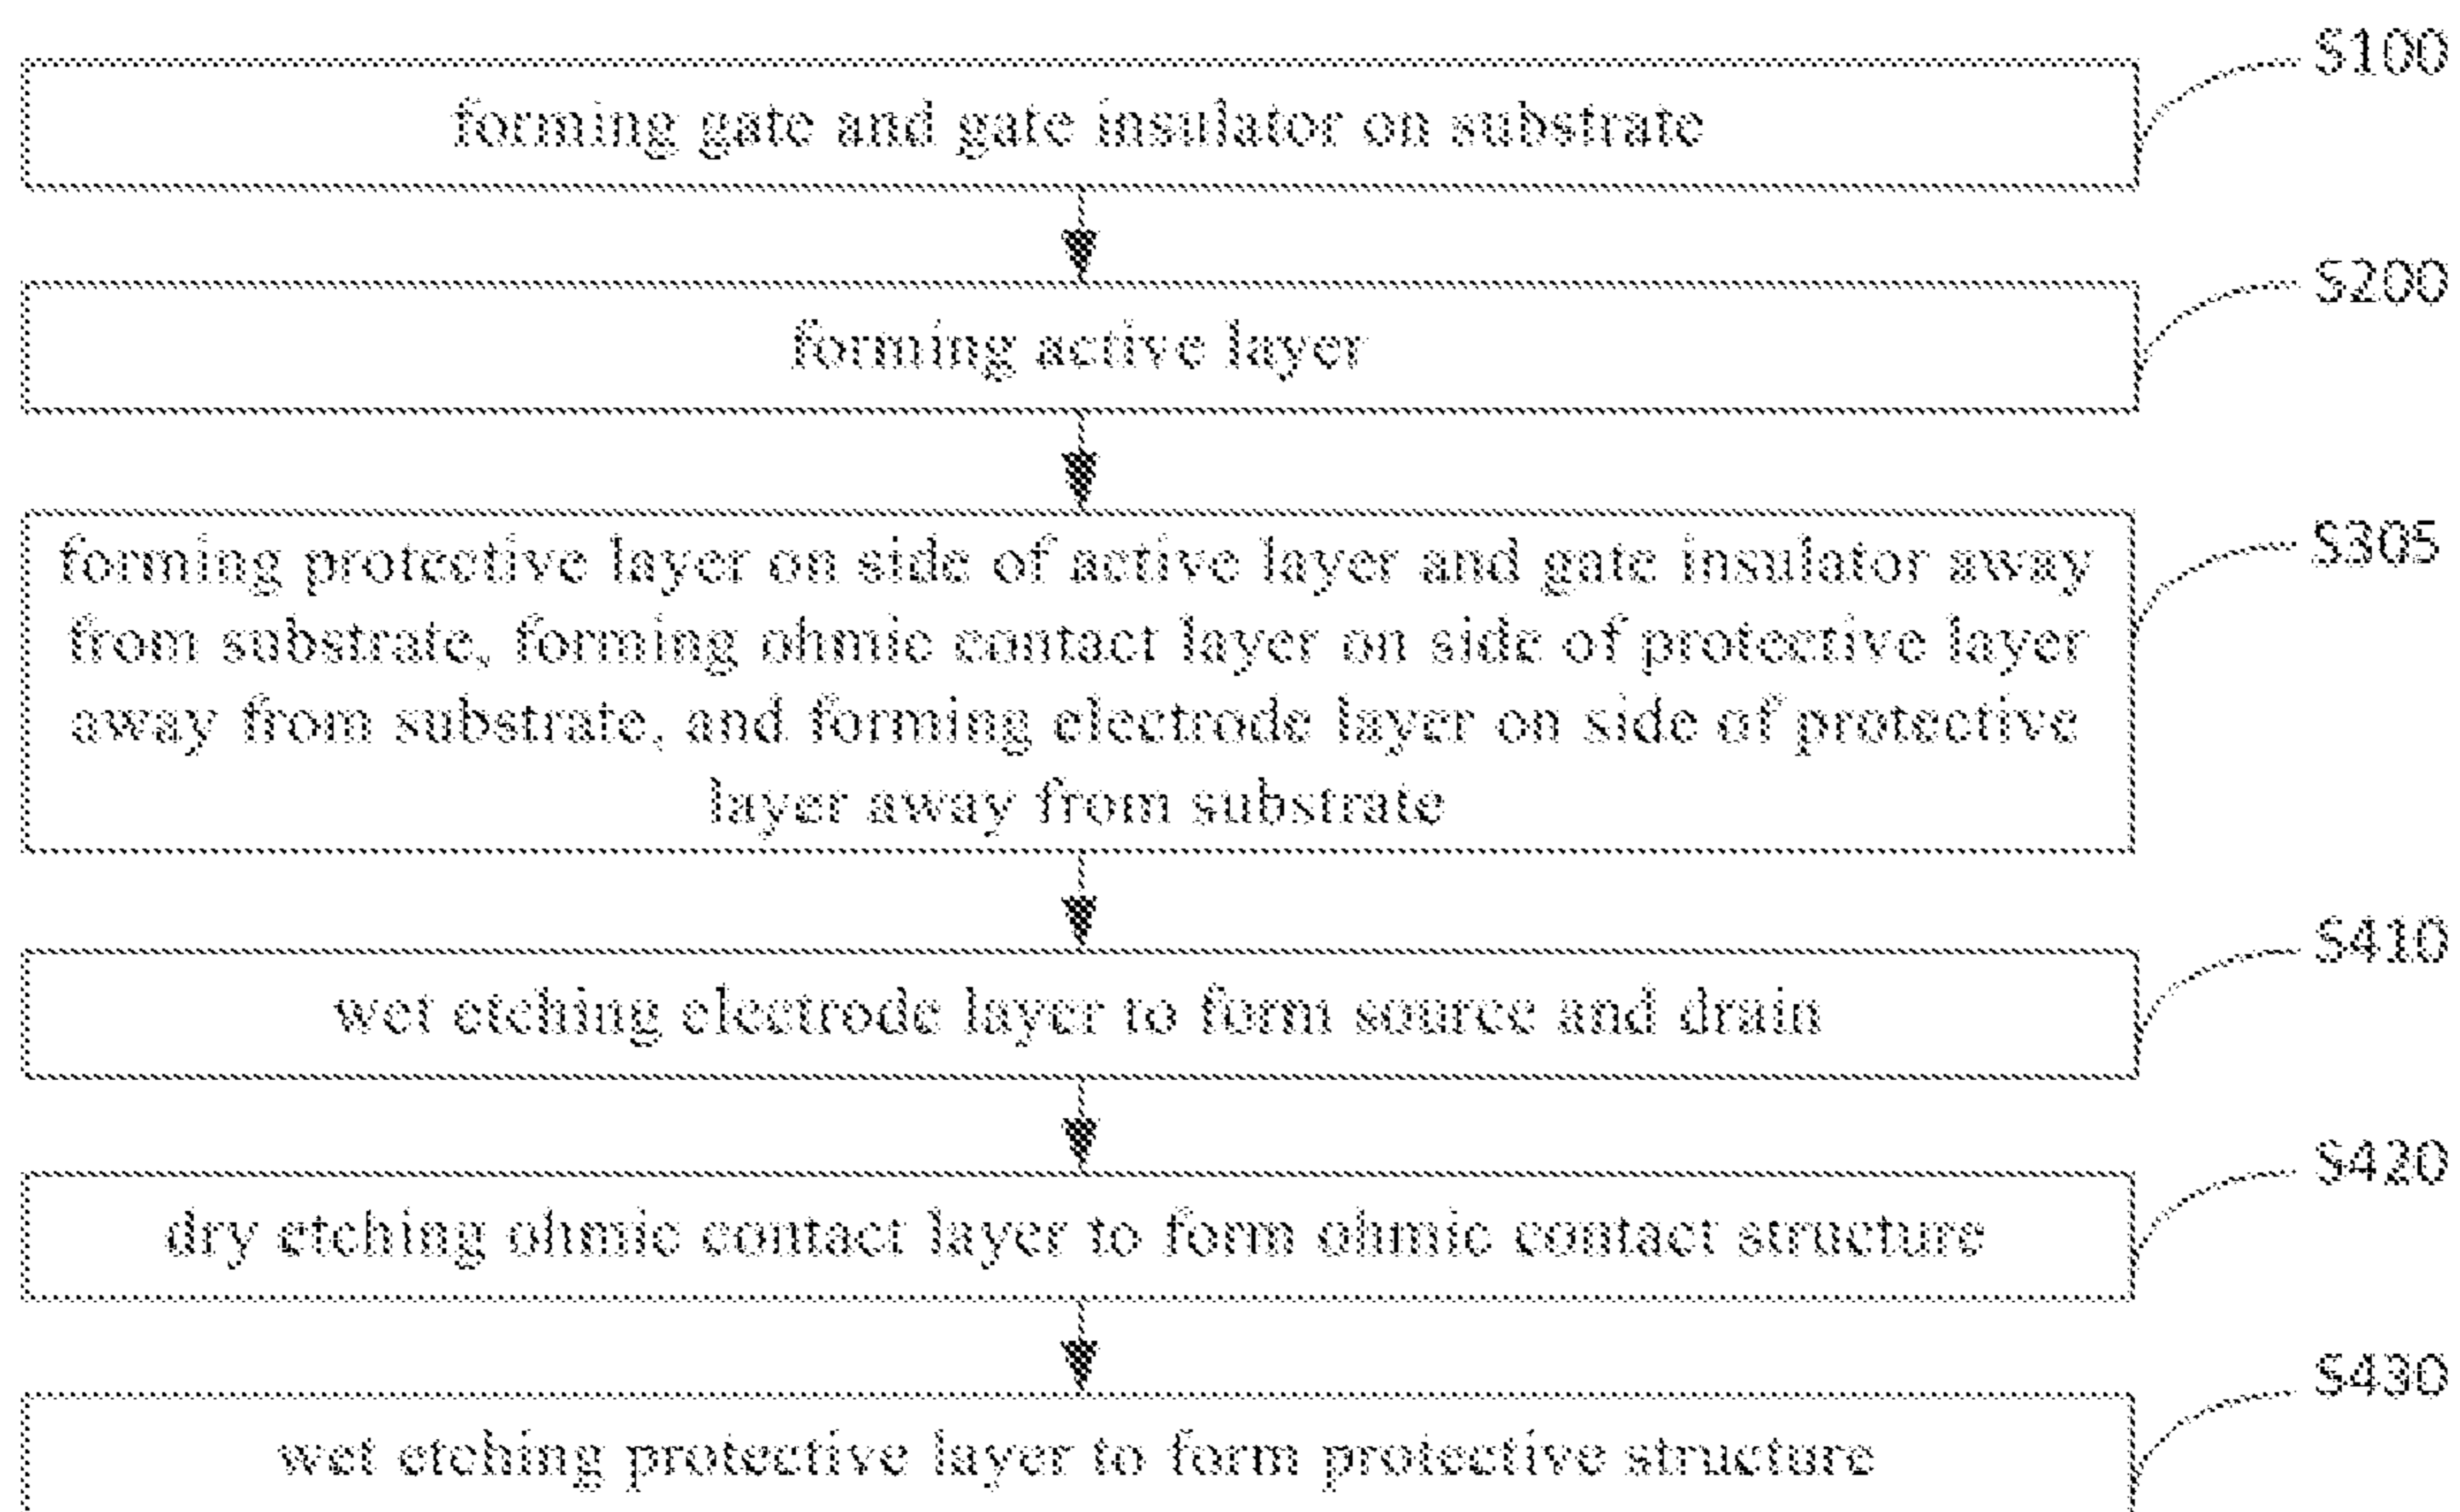 S100
forming gate and gate insulator on substrate
S200
forming active layer
S305
forming protective layer on side of active layer and gate insulator away
from substrate, forming ohmic contact layer on side of protective layer
away from substrate, and forming electrode layer on side of protective
layer away from substrate
S410
wet etching electrode layer to form source and drain
S420
dry etching ohmic contact layer to form ohmic contact structure
S430
wet etching protective layer to form protective structure